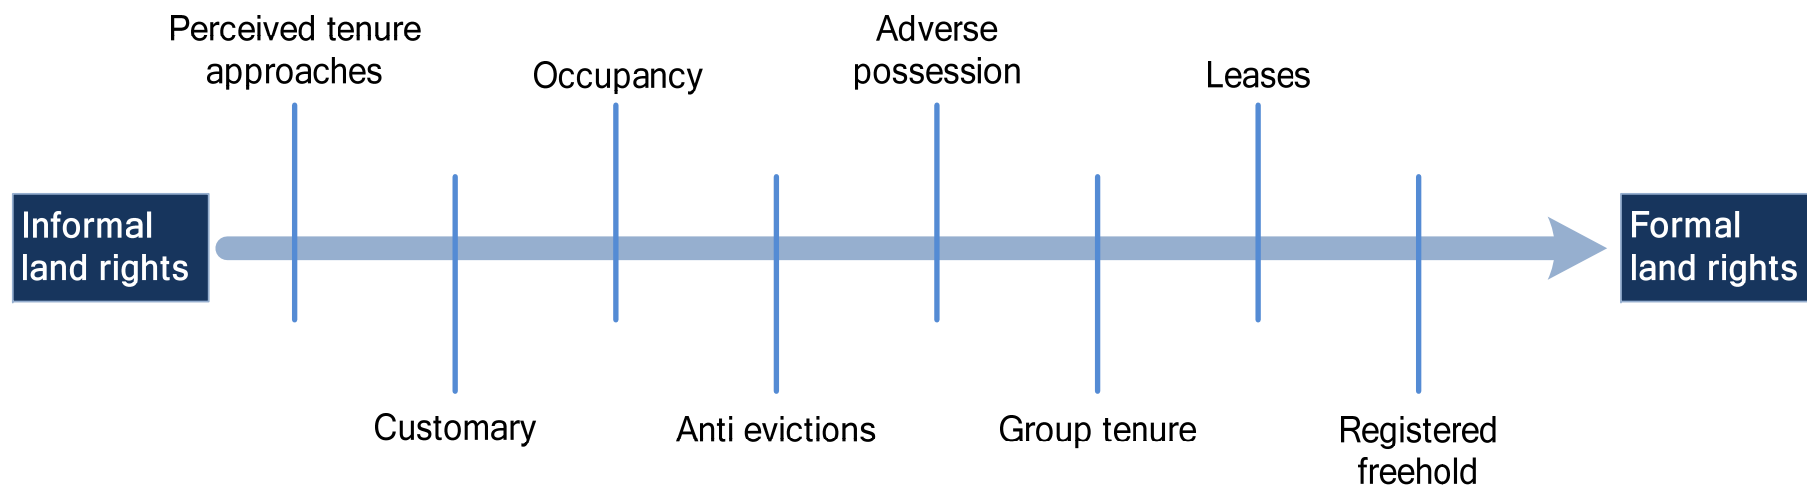 Perceived tenure
approaches
Occupancy
Adverse
possession
Leases
Informal
land rights
Formal
land rights
Customary
Anti evictions
Group tenure
Registered
freehold